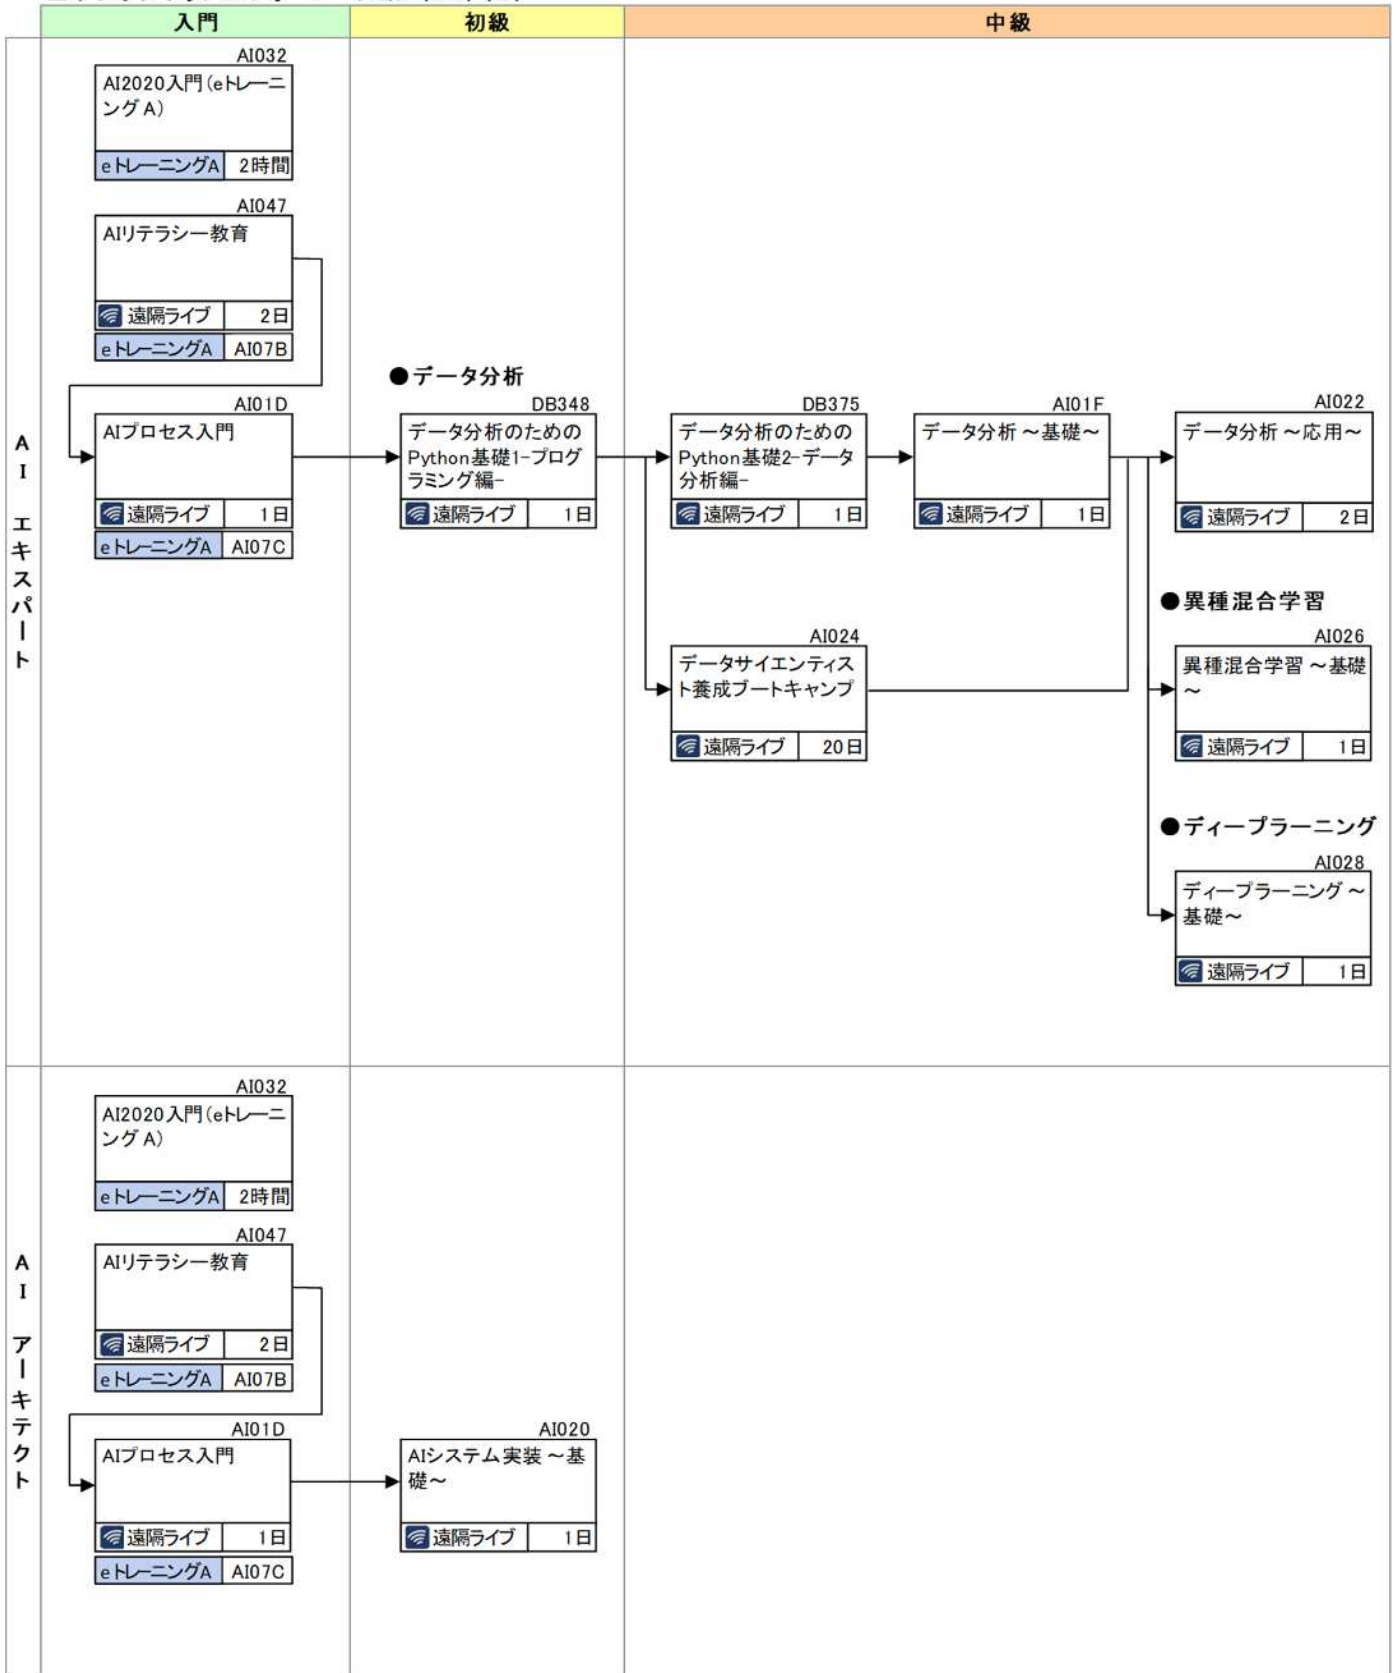 入門
初級
中級
AI エキスパート
AI032
AI2020入門(eトレーニ
ングA)
eトレーニングA 2時間
AI047
AIリテラシー教育
遠隔ライブ 2日
eトレーニングA AI07B
AI01D
AIプロセス入門
遠隔ライブ 1日
eトレーニングA AI07C
●データ分析
DB348
データ分析のための
Python基礎1-プログ
ラミング編-
遠隔ライブ 1日
DB375
データ分析のための
Python基礎2-データ
分析編-
遠隔ライブ 1日
AI01F
データ分析 ～基礎～
遠隔ライブ 1日
AI022
データ分析 ～応用～
遠隔ライブ 2日
AI024
データサイエンティス
ト養成ブートキャンプ
遠隔ライブ 20日
●異種混合学習
AI026
異種混合学習 ～基礎
～
遠隔ライブ 1日
●ディープラーニング
AI028
ディープラーニング ～
基礎～
遠隔ライブ 1日
AI アーキテクト
AI032
AI2020入門(eトレーニ
ングA)
eトレーニングA 2時間
AI047
AIリテラシー教育
遠隔ライブ 2日
eトレーニングA AI07B
AI01D
AIプロセス入門
遠隔ライブ 1日
eトレーニングA AI07C
AI020
AIシステム実装 ～基
礎～
遠隔ライブ 1日